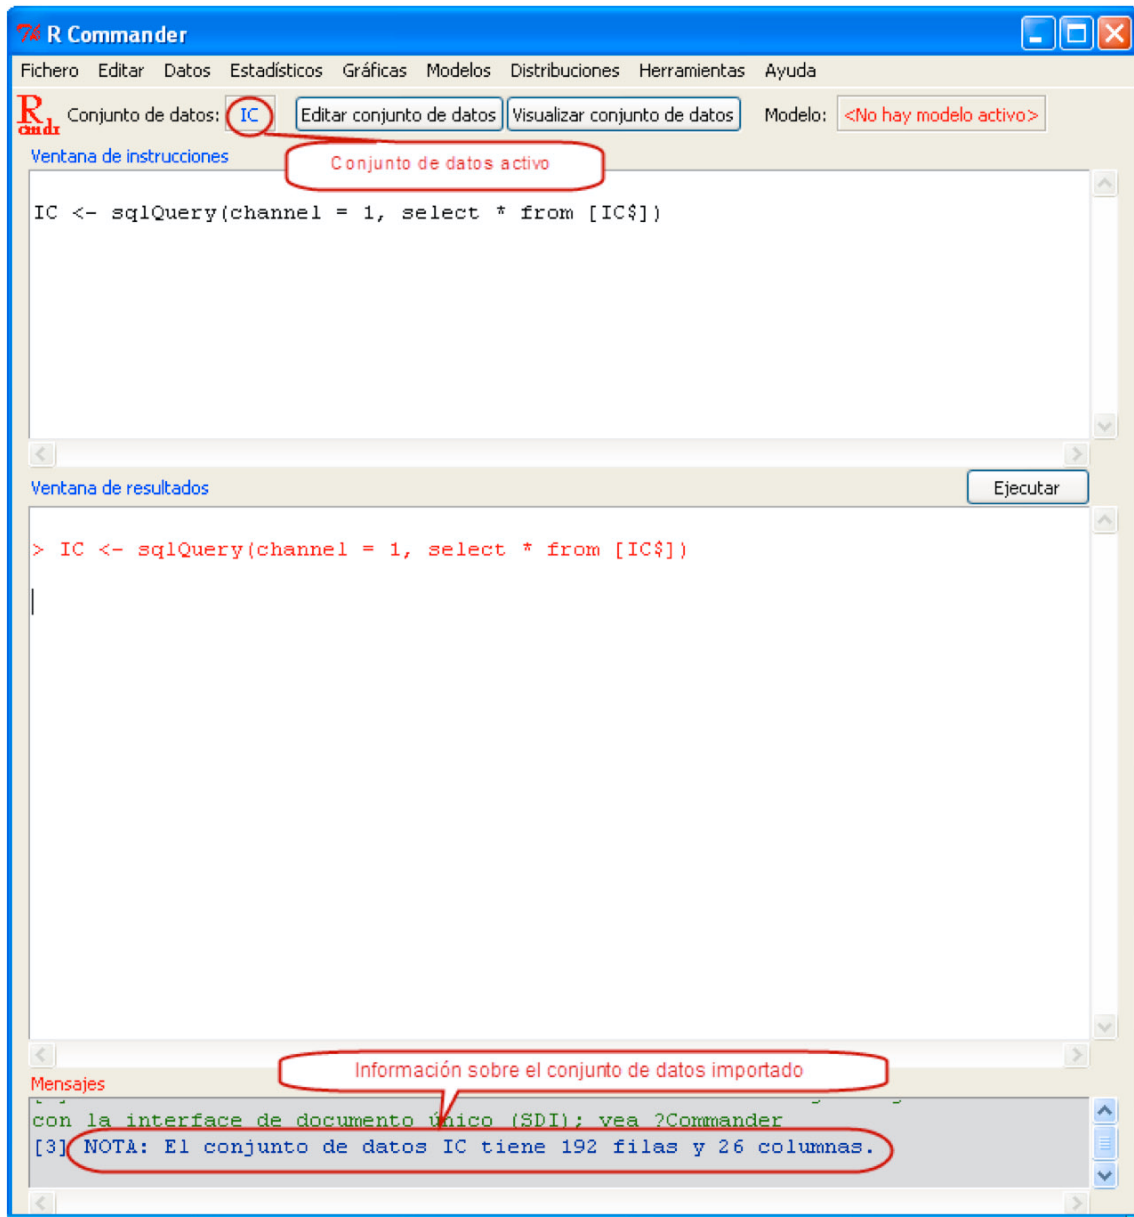 R Commander
Fichero Editar Datos Estadísticos Gráficas Modelos Distribuciones Herramientas Ayuda
R cmdr Conjunto de datos: IC Editar conjunto de datos Visualizar conjunto de datos Modelo: <No hay modelo activo>
Conjunto de datos activo
Ventana de instrucciones
IC <- sqlQuery(channel = 1, select * from [IC$])
Ventana de resultados
Ejecutar
> IC <- sqlQuery(channel = 1, select * from [IC$])
Información sobre el conjunto de datos importado
Mensajes
con la interface de documento único (SDI); vea ?Commander
[3] NOTA: El conjunto de datos IC tiene 192 filas y 26 columnas.